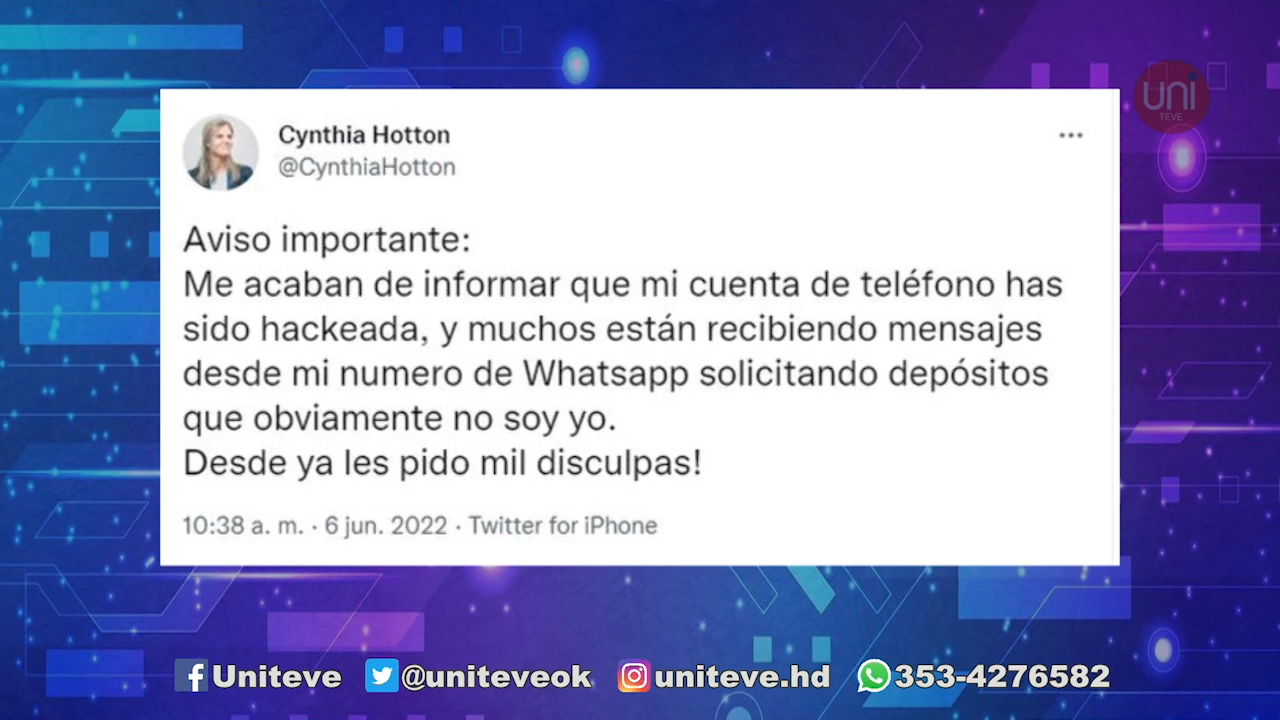 uni
TEVE
Cynthia Hotton
@CynthiaHotton
Aviso importante:
Me acaban de informar que mi cuenta de teléfono has
sido hackeada, y muchos están recibiendo mensajes
desde mi numero de Whatsapp solicitando depósitos
que obviamente no soy yo.
Desde ya les pido mil disculpas!
10:38 a. m. · 6 jun. 2022 · Twitter for iPhone
Uniteve @uniteveok uniteve.hd 353-4276582